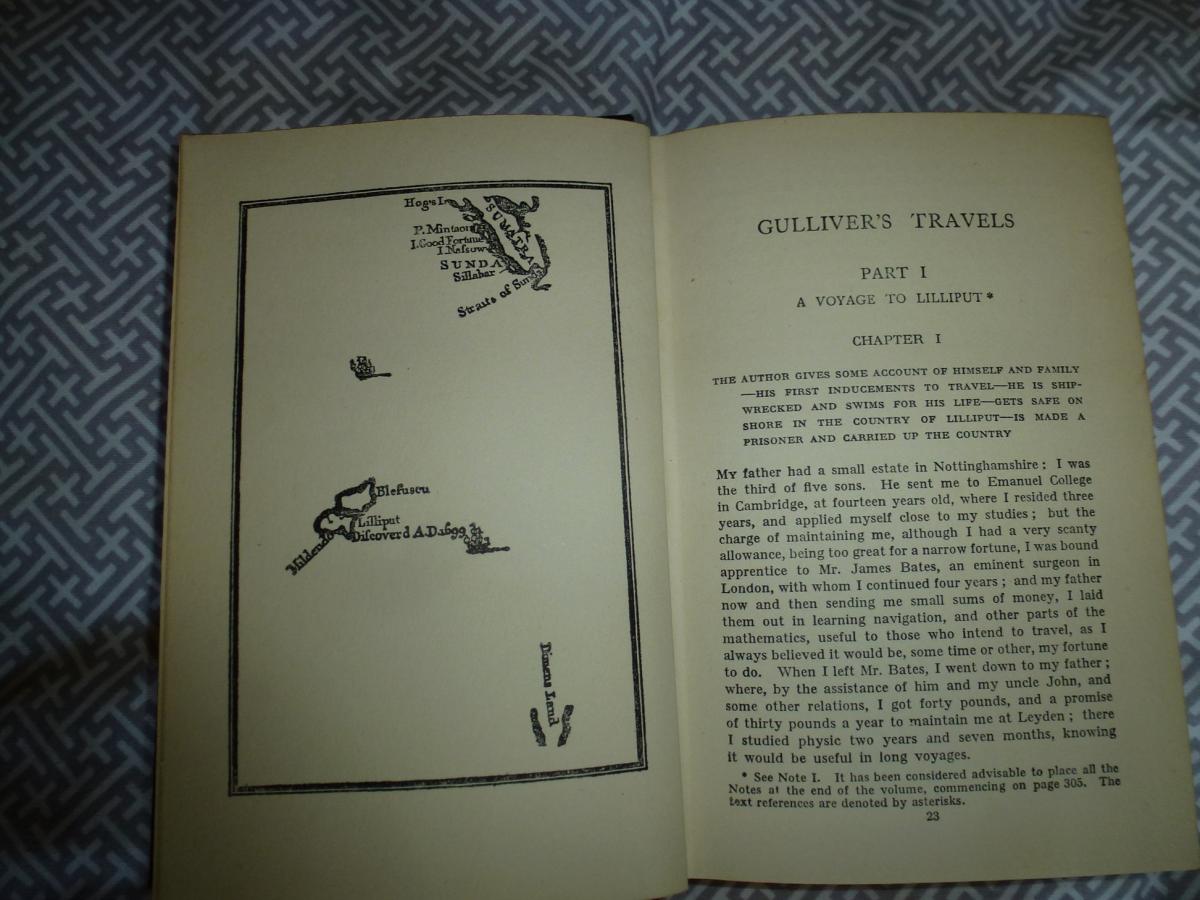 Hog's I.
SUMATRA
P. Mintaon
I. Good Fortune
I. Nassow
SUNDA
Sillabar
Straits of Sunda
Blefuscu
Lilliput
Discover'd A.D. 1699
Mildendo
Dimens Land
GULLIVER'S TRAVELS
PART I
A VOYAGE TO LILLIPUT*
CHAPTER I
THE AUTHOR GIVES SOME ACCOUNT OF HIMSELF AND FAMILY
—HIS FIRST INDUCEMENTS TO TRAVEL—HE IS SHIP-
WRECKED AND SWIMS FOR HIS LIFE—GETS SAFE ON
SHORE IN THE COUNTRY OF LILLIPUT—IS MADE A
PRISONER AND CARRIED UP THE COUNTRY
MY father had a small estate in Nottinghamshire: I was
the third of five sons. He sent me to Emanuel College
in Cambridge, at fourteen years old, where I resided three
years, and applied myself close to my studies; but the
charge of maintaining me, although I had a very scanty
allowance, being too great for a narrow fortune, I was bound
apprentice to Mr. James Bates, an eminent surgeon in
London, with whom I continued four years; and my father
now and then sending me small sums of money, I laid
them out in learning navigation, and other parts of the
mathematics, useful to those who intend to travel, as I
always believed it would be, some time or other, my fortune
to do. When I left Mr. Bates, I went down to my father;
where, by the assistance of him and my uncle John, and
some other relations, I got forty pounds, and a promise
of thirty pounds a year to maintain me at Leyden; there
I studied physic two years and seven months, knowing
it would be useful in long voyages.
* See Note I. It has been considered advisable to place all the
Notes at the end of the volume, commencing on page 305. The
text references are denoted by asterisks.
23